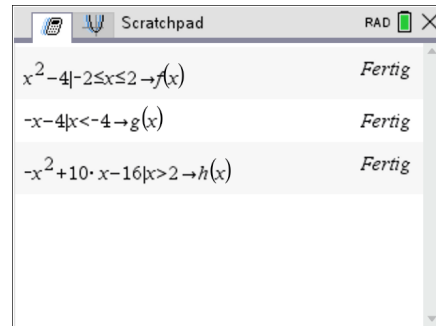 Scratchpad RAD
x²-4|-2≤x≤2→f(x) Fertig
-x-4|x<-4→g(x) Fertig
-x²+10·x-16|x>2→h(x) Fertig